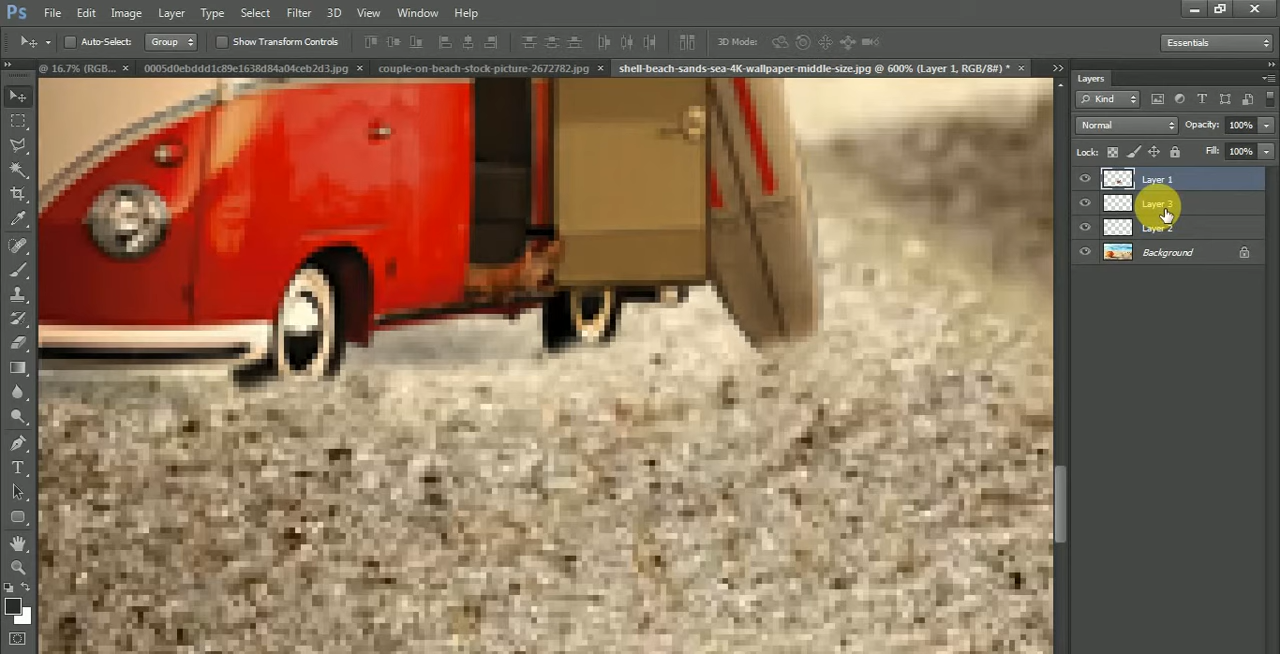 Ps File Edit Image Layer Type Select Filter 3D View Window Help
Auto-Select: Group Show Transform Controls 3D Mode: Essentials
@ 16.7% (RGB... × 0005d0ebddd1c89e1638d84a04ceb2d3.jpg × couple-on-beach-stock-picture-2672782.jpg × shell-beach-sands-sea-4K-wallpaper-middle-size.jpg @ 600% (Layer 1, RGB/8#) * ×
Layers
Kind
Normal Opacity: 100%
Lock: Fill: 100%
Layer 1
Layer 3
Layer 2
Background